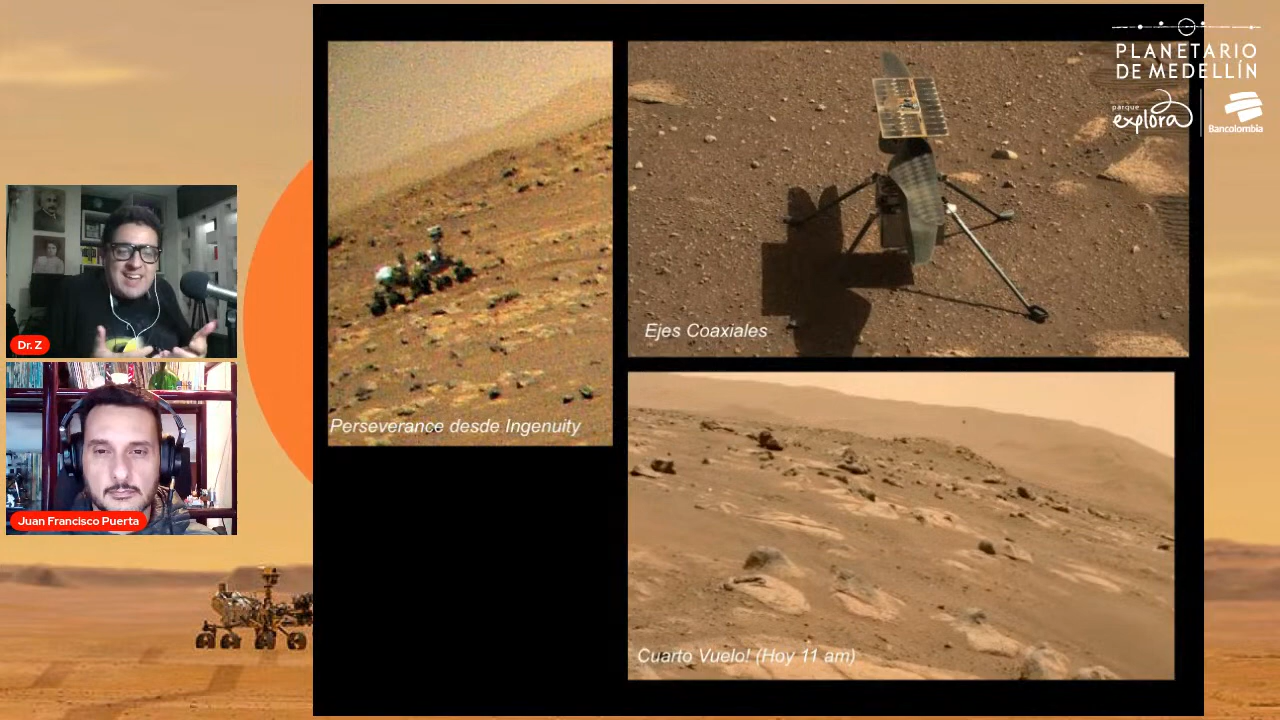 PLANETARIO
DE MEDELLÍN
parque
explora
Bancolombia
Dr. Z
Juan Francisco Puerta
Perseverance desde Ingenuity
Ejes Coaxiales
Cuarto Vuelo! (Hoy 11 am)